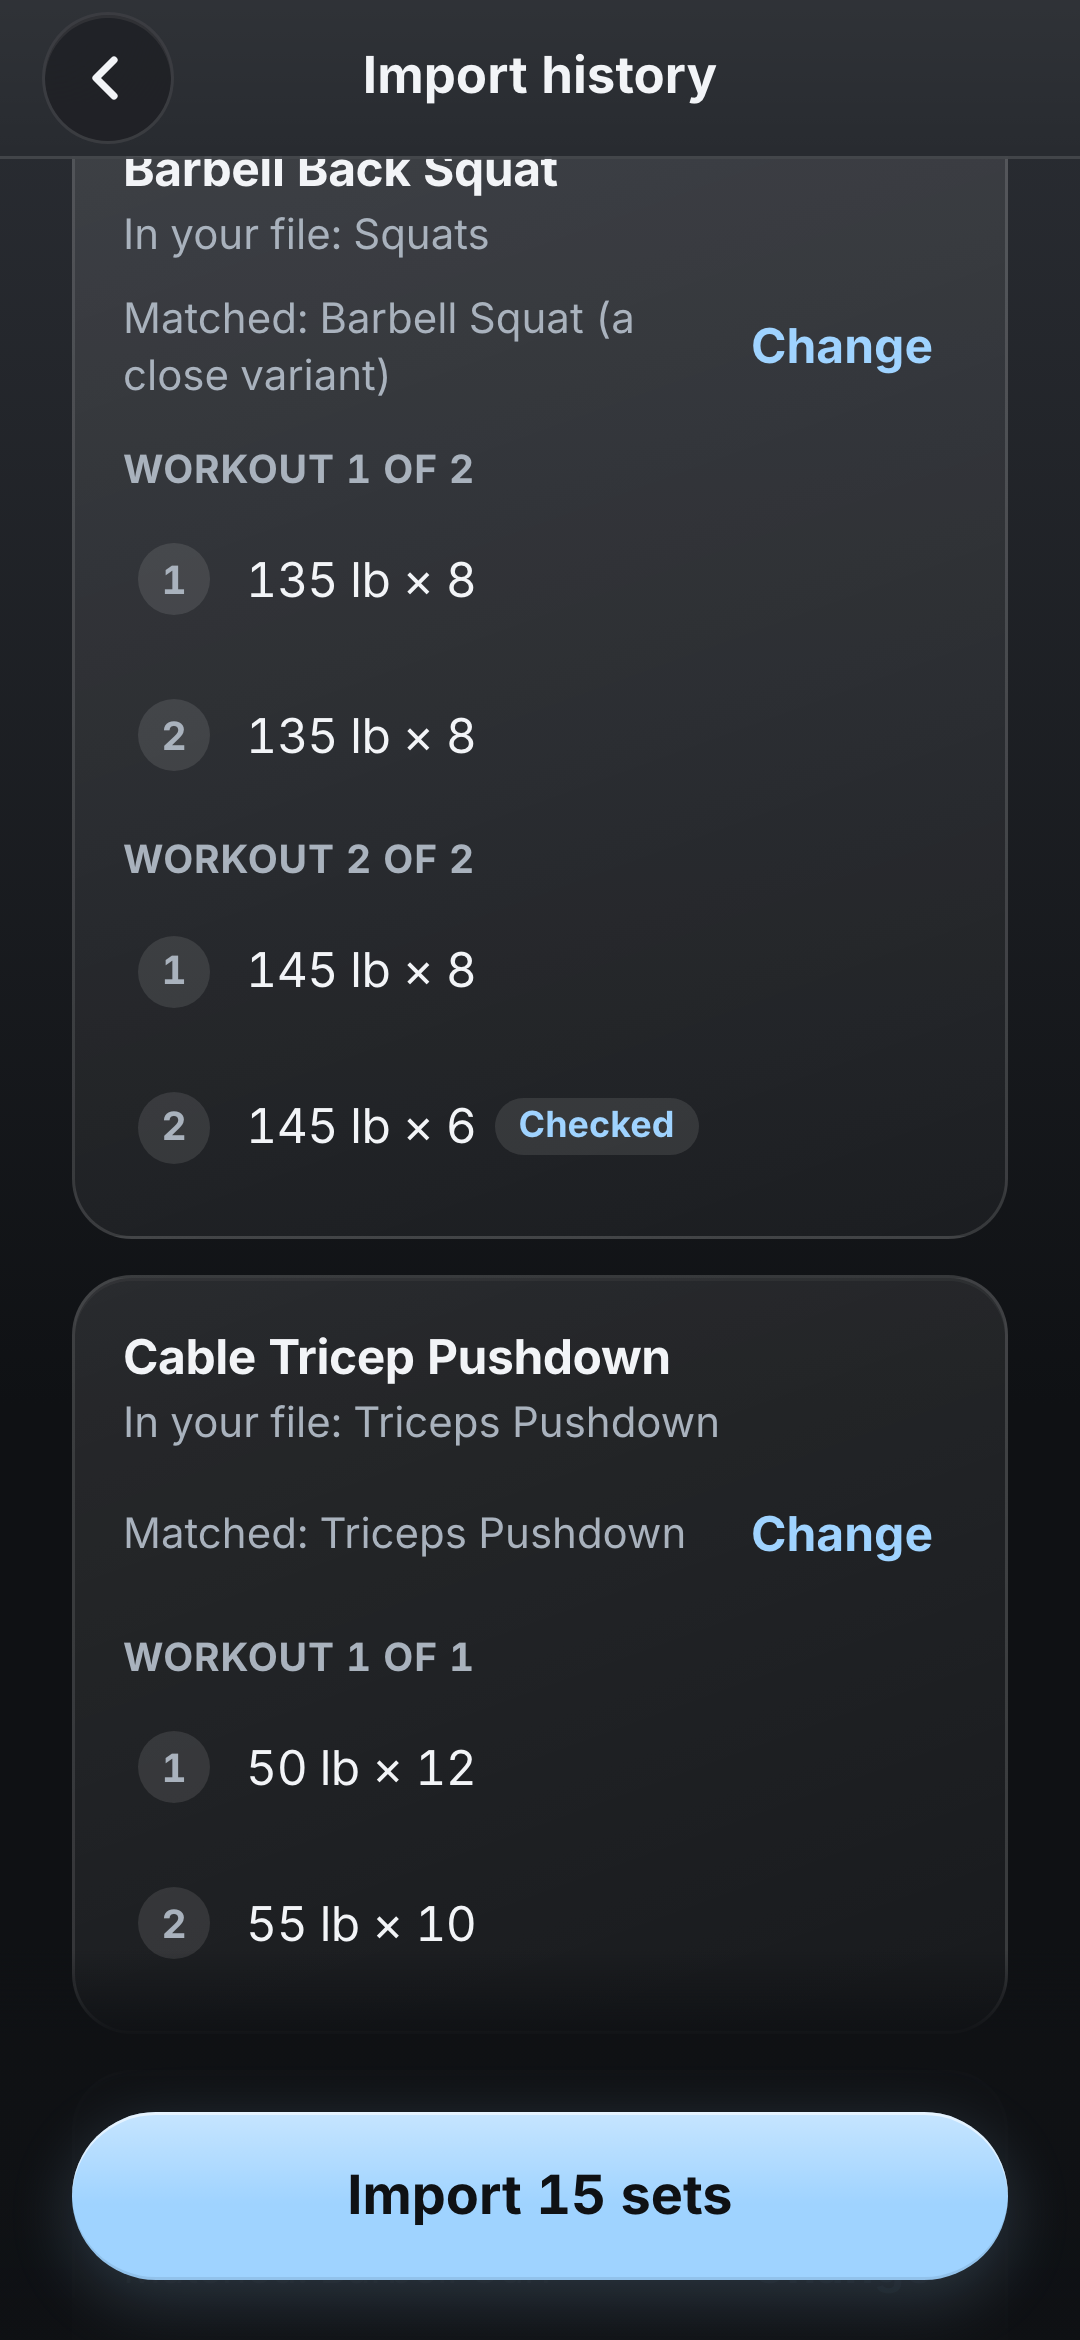 Import history
Barbell Back Squat
In your file: Squats
Matched: Barbell Squat (a
close variant)
Change
WORKOUT 1 OF 2
1 135 lb × 8
2 135 lb × 8
WORKOUT 2 OF 2
1 145 lb × 8
2 145 lb × 6 Checked
Cable Tricep Pushdown
In your file: Triceps Pushdown
Matched: Triceps Pushdown Change
WORKOUT 1 OF 1
1 50 lb × 12
2 55 lb × 10
Import 15 sets